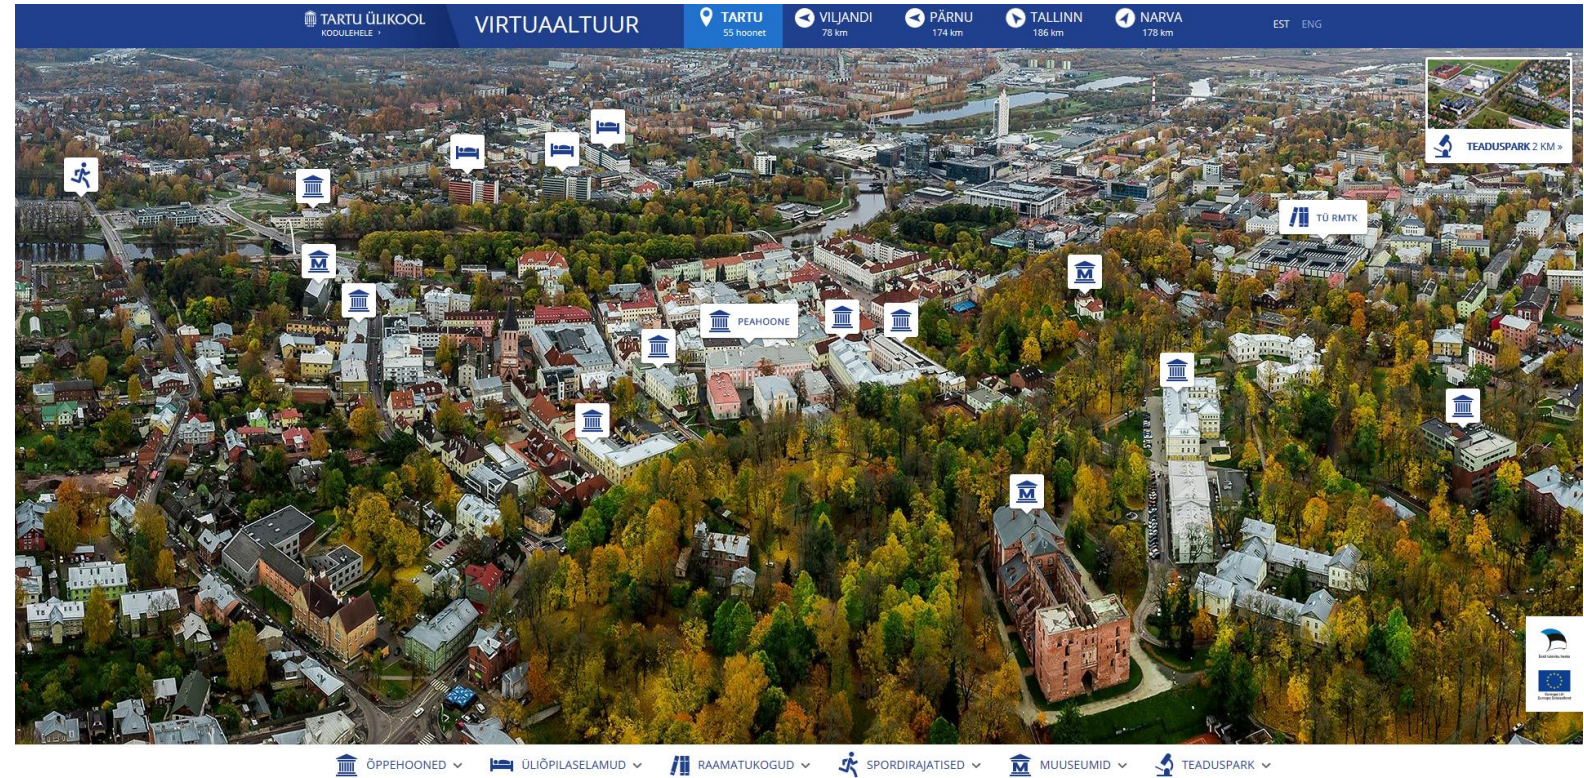 TARTU ÜLIKOOL
KODULEHELE ›
VIRTUAALTUUR
TARTU
55 hoonet
VILJANDI
78 km
PÄRNU
174 km
TALLINN
186 km
NARVA
178 km
EST ENG
TEADUSPARK 2 KM »
TÜ RMTK
M
M
PEAHOONE
M
ÕPPEHOONED
ÜLIÕPILASELAMUD
RAAMATUKOGUD
SPORDIRAJATISED
M
MUUSEUMID
TEADUSPARK